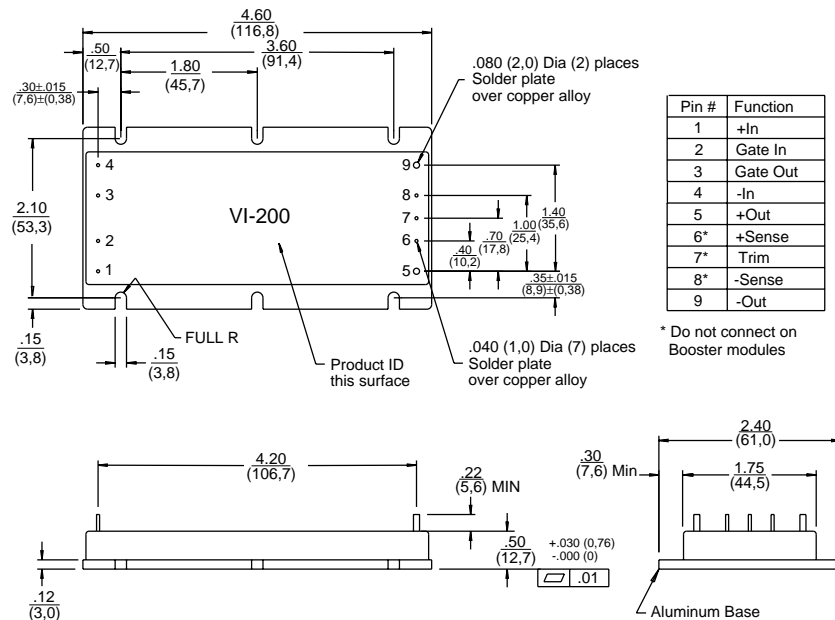 4.60
(116,8)
.50
(12,7)
3.60
(91,4)
1.80
(45,7)
.30±.015
(7,6)±(0,38)
.080 (2,0) Dia (2) places
Solder plate
over copper alloy
Pin # Function
1 +In
2 Gate In
3 Gate Out
4 -In
5 +Out
6* +Sense
7* Trim
8* -Sense
9 -Out
* Do not connect on
Booster modules
4
3
2
1
VI-200
9
8
7
6
5
2.10
(53,3)
1.40
(35,6)
1.00
(25,4)
.70
(17,8)
.40
(10,2)
.35±.015
(8,9)±(0,38)
.15
(3,8)
.15
(3,8)
FULL R
Product ID
this surface
.040 (1,0) Dia (7) places
Solder plate
over copper alloy
4.20
(106,7)
.22
(5,6) MIN
.50
(12,7)
+.030 (0,76)
-.000 (0)
.01
.12
(3,0)
2.40
(61,0)
.30
(7,6) Min
1.75
(44,5)
Aluminum Base